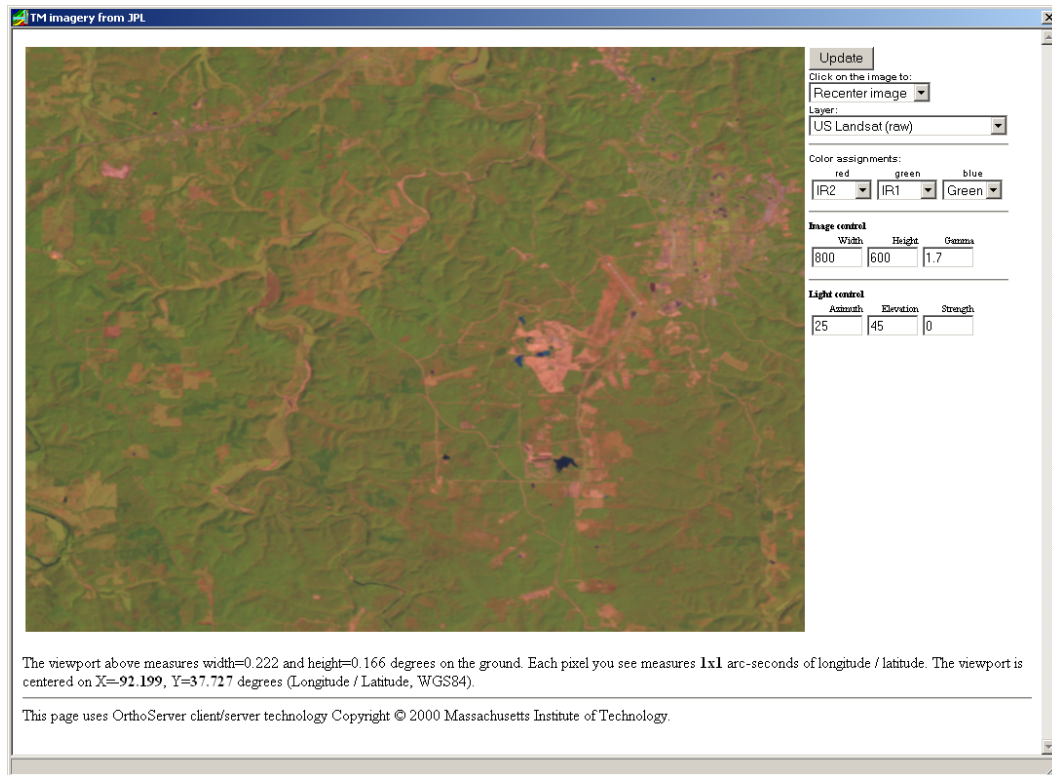 TM imagery from JPL
Update
Click on the image to:
Recenter image
Layer:
US Landsat (raw)
Color assignments:
red green blue
IR2 IR1 Green
Image control
Width Height Gamma
800 600 1.7
Light control
Azimuth Elevation Strength
25 45 0
The viewport above measures width=0.222 and height=0.166 degrees on the ground. Each pixel you see measures 1x1 arc-seconds of longitude / latitude. The viewport is
centered on X=-92.199, Y=37.727 degrees (Longitude / Latitude, WGS84).
This page uses OrthoServer client/server technology Copyright © 2000 Massachusetts Institute of Technology.